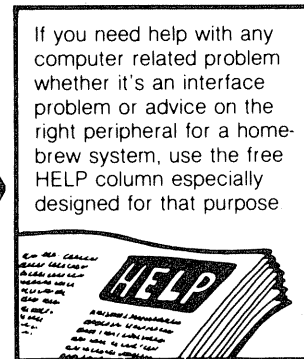 If you need help with any
computer related problem
whether it's an interface
problem or advice on the
right peripheral for a home-
brew system, use the free
HELP column especially
designed for that purpose
HELP